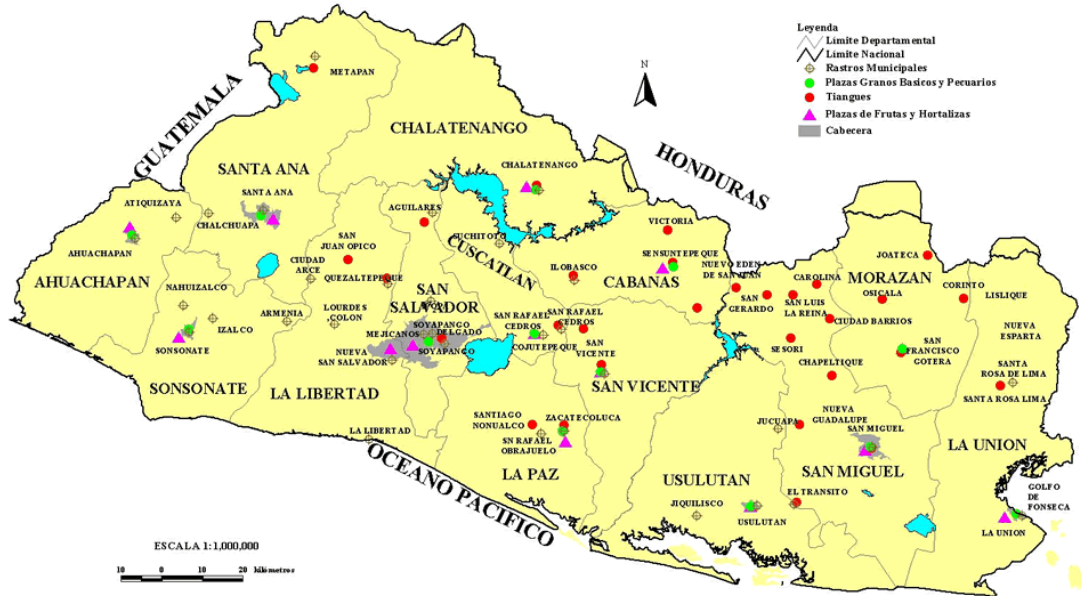 Leyenda
Limite Departamental
Limite Nacional
Rastros Municipales
Plazas Granos Basicos y Pecuarios
Tiangues
Plazas de Frutas y Hortalizas
Cabecera
N
GUATEMALA
HONDURAS
METAPAN
CHALATENANGO
SANTA ANA
CHALATENANGO
SANTA ANA
ATIQUIZAYA
CHALCHUAPA
AGUILARES
VICTORIA
SUCHITOTO
CUSCATLAN
AHUACHAPAN
SAN
JUAN OPICO
SENSUNTEPEQUE
NUEVO EDEN
DE SAN JUAN
JOATECA
AHUACHAPAN
CIUDAD
ARCE
QUEZALTEPEQUE
ILOBASCO
CABANAS
CAROLINA
MORAZAN
OSICALA
CORINTO
LISLIQUE
NAHUIZALCO
SAN
SALVADOR
SAN
GERARDO
SAN LUIS
LA REINA
IZALCO
ARMENIA
LOURDES
COLON
SOYAPANGO
MEJICANOS
DELGADO
SOYAPANGO
SAN RAFAEL
CEDROS
SAN RAFAEL
CEDROS
COJUTEPEQUE
CIUDAD BARRIOS
NUEVA
ESPARTA
SONSONATE
NUEVA
SAN SALVADOR
SAN
VICENTE
SESORI
SAN
FRANCISCO
GOTERA
SONSONATE
LA LIBERTAD
SAN VICENTE
CHAPELTIQUE
SANTA
ROSA DE LIMA
SANTA ROSA LIMA
LA LIBERTAD
SANTIAGO
NONUALCO
ZACATECOLUCA
SN RAFAEL
OBRAJUELO
JUCUAPA
NUEVA
GUADALUPE
SAN MIGUEL
LA UNION
OCEANO PACIFICO
LA PAZ
USULUTAN
SAN MIGUEL
JIQUILISCO
USULUTAN
EL TRANSITO
GOLFO
DE
FONSECA
LA UNION
ESCALA 1:1,000,000
10 0 10 20 kilómetros